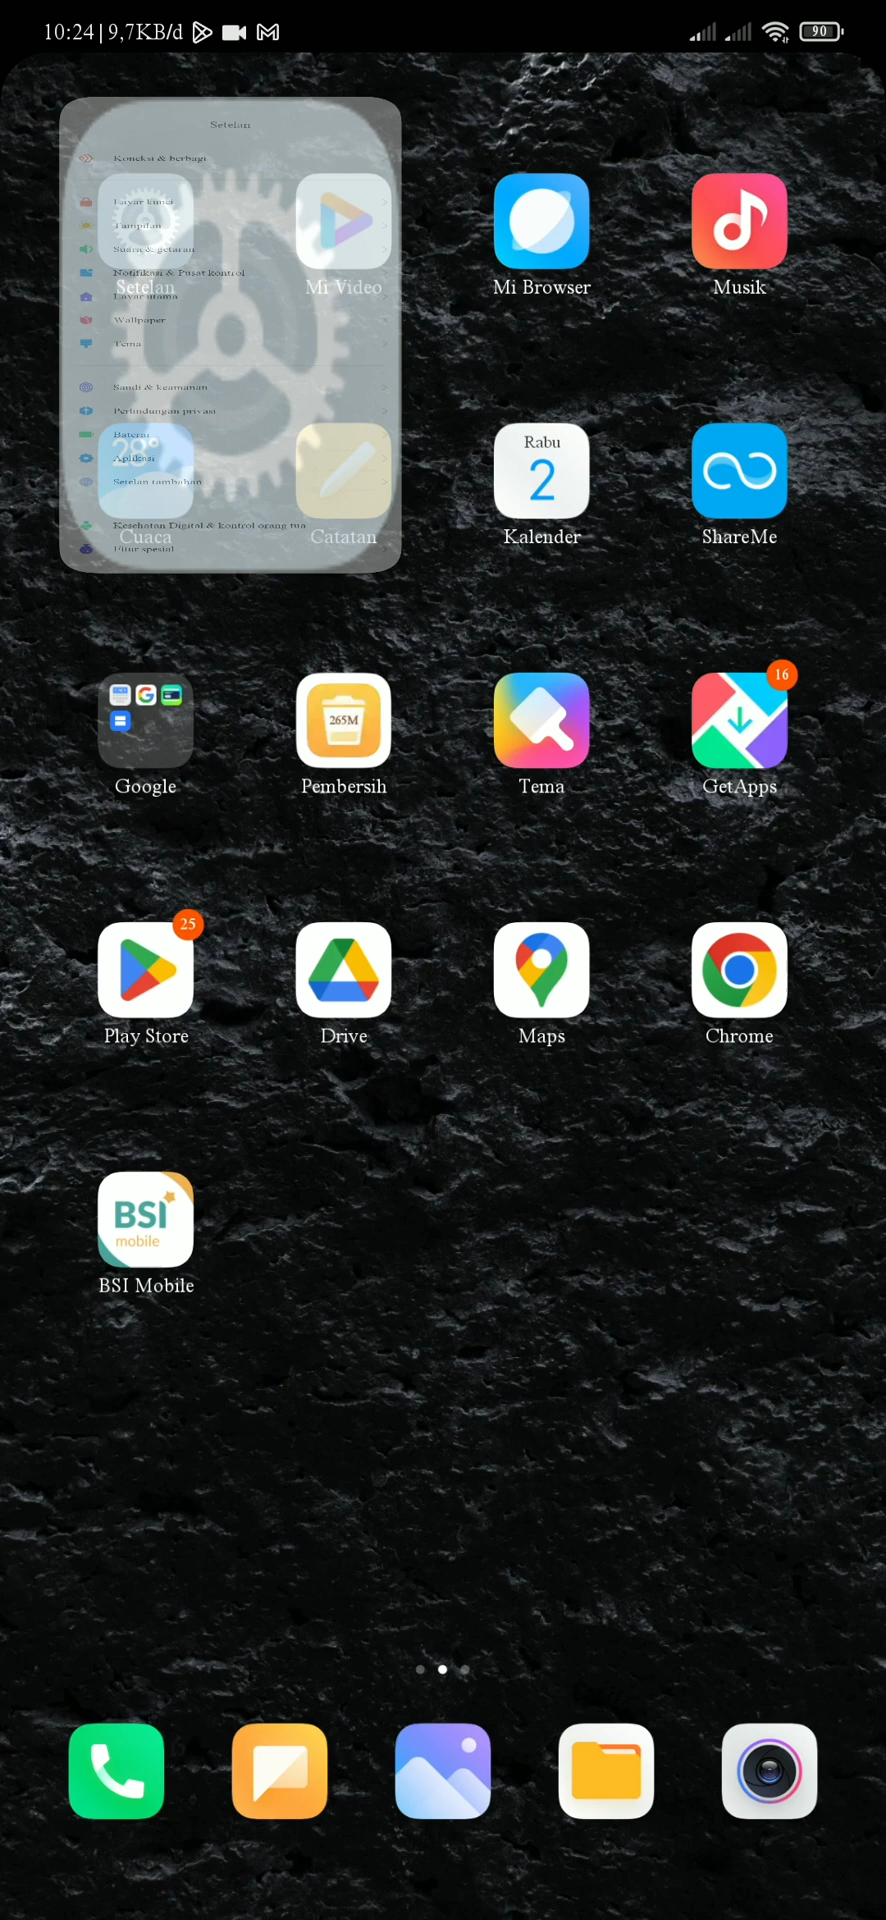 10:24|9,7KB/d
90
Setelan
Koneksi & berbagi
Layar kunci
Tampilan
Suara & getaran
Notifikasi & Pusat kontrol
Layar utama
Wallpaper
Tema
Sandi & keamanan
Perlindungan privasi
Baterai
Aplikasi
Setelan tambahan
Kesehatan Digital & kontrol orang tua
Fitur spesial
Setelan
Mi Video
Mi Browser
Musik
28°
Rabu
2
Cuaca
Catatan
Kalender
ShareMe
265M
16
Google
Pembersih
Tema
GetApps
25
Play Store
Drive
Maps
Chrome
BSI
mobile
BSI Mobile